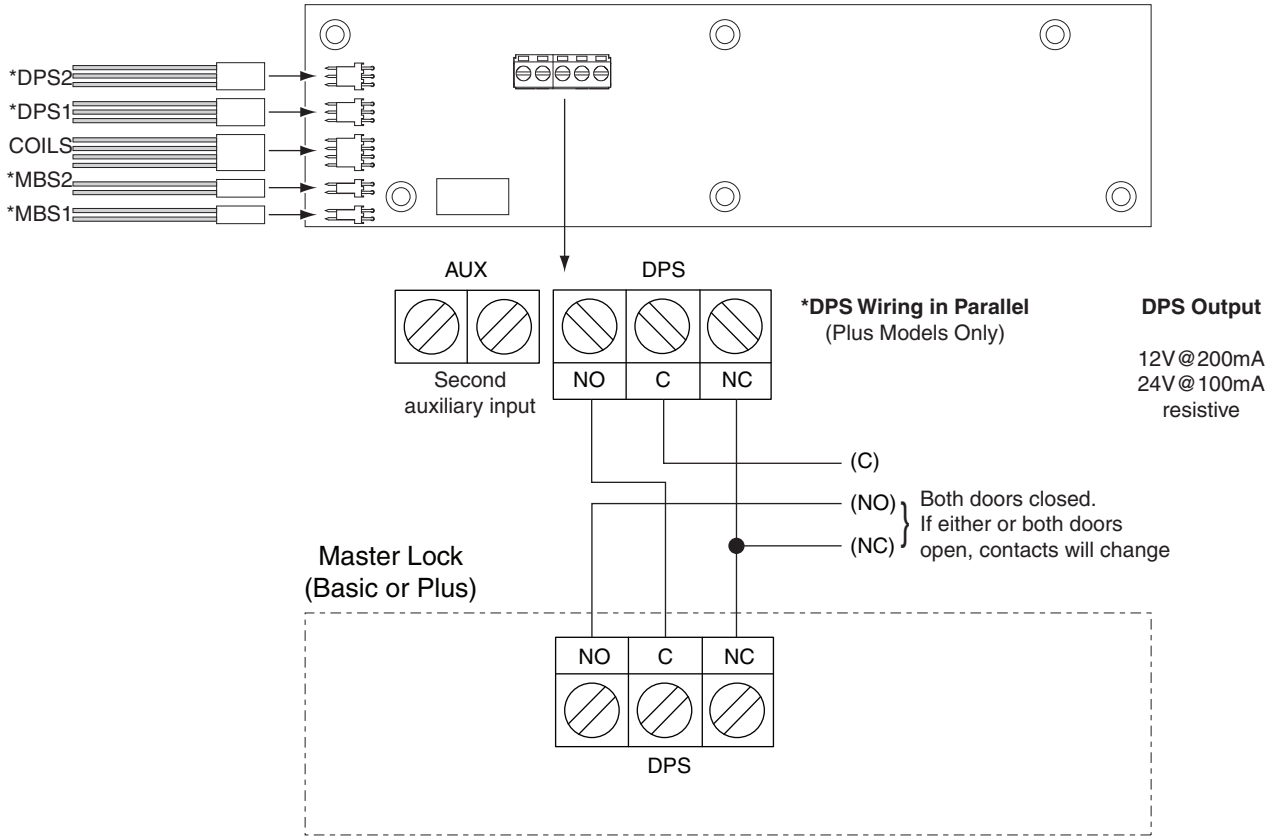 *DPS2
*DPS1
COILS
*MBS2
*MBS1
AUX
DPS
*DPS Wiring in Parallel
(Plus Models Only)
DPS Output
12V@200mA
24V@100mA
resistive
Second
auxiliary input
NO
C
NC
(C)
(NO)
(NC)
Both doors closed.
If either or both doors
open, contacts will change
Master Lock
(Basic or Plus)
NO
C
NC
DPS